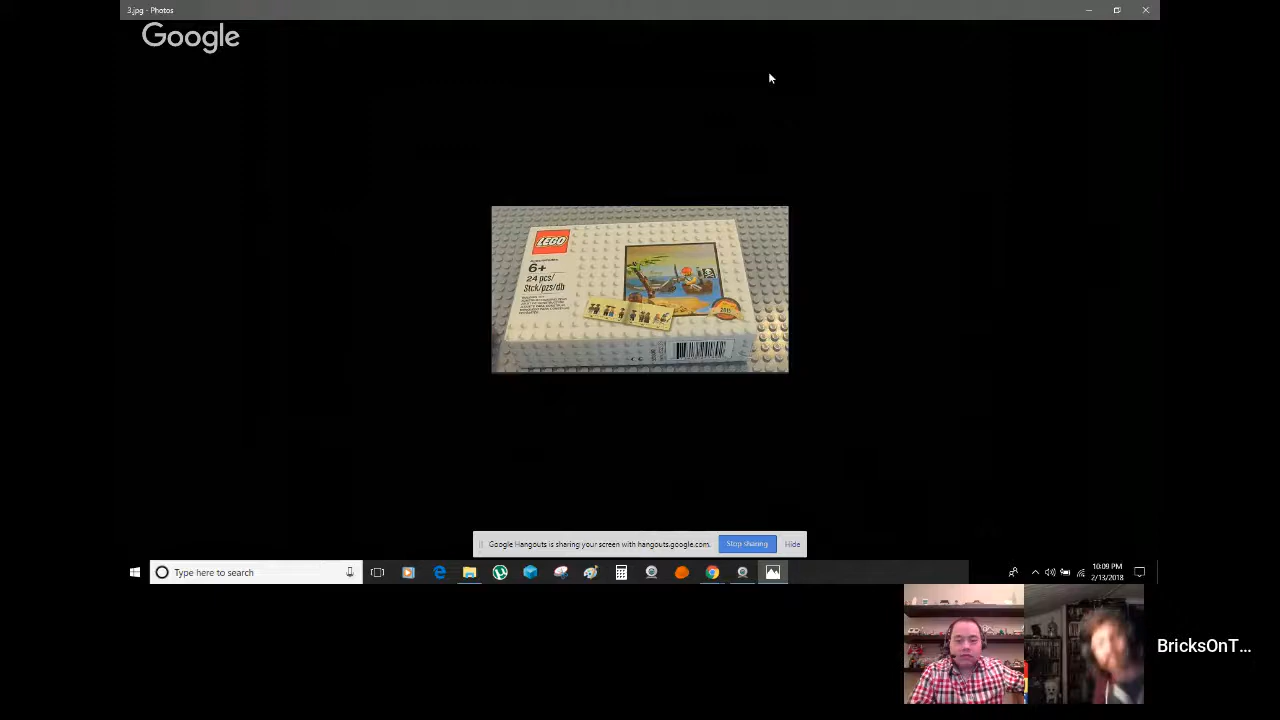 3.jpg - Photos
Google
LEGO
6+
24 pcs/
Stck/pzs/db
2015
Google Hangouts is sharing your screen with hangouts.google.com.
Stop sharing
Hide
Type here to search
10:09 PM
2/13/2018
BricksOnT...